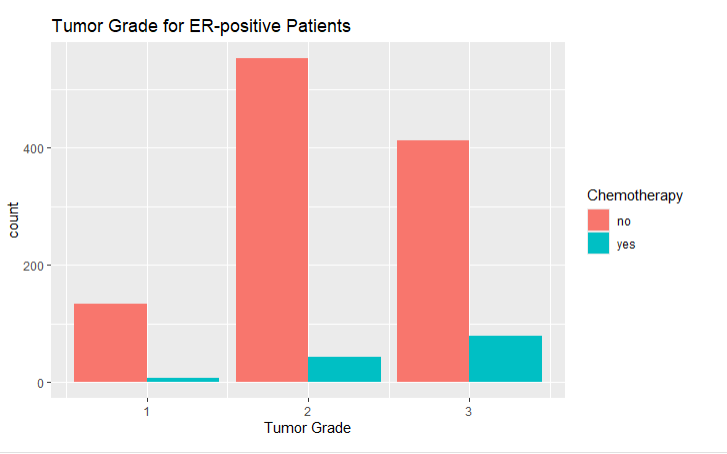 Tumor Grade for ER-positive Patients
400
200
0
count
1 2 3
Tumor Grade
Chemotherapy
no
yes